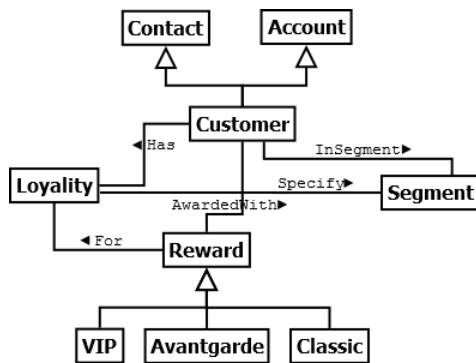 Contact
Account
Customer
◄ Has
InSegment►
Loyality
Specify►
Segment
AwardedWith►
◄ For
Reward
VIP
Avantgarde
Classic